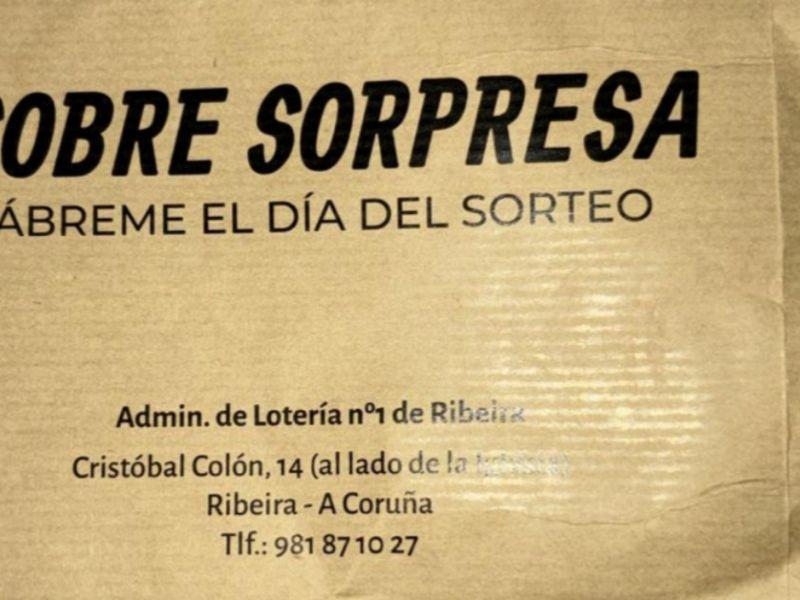 SOBRE SORPRESA
ÁBREME EL DÍA DEL SORTEO
Admin. de Lotería nº1 de Ribeira
Cristóbal Colón, 14 (al lado de la
Ribeira - A Coruña
Tlf.: 981 87 10 27